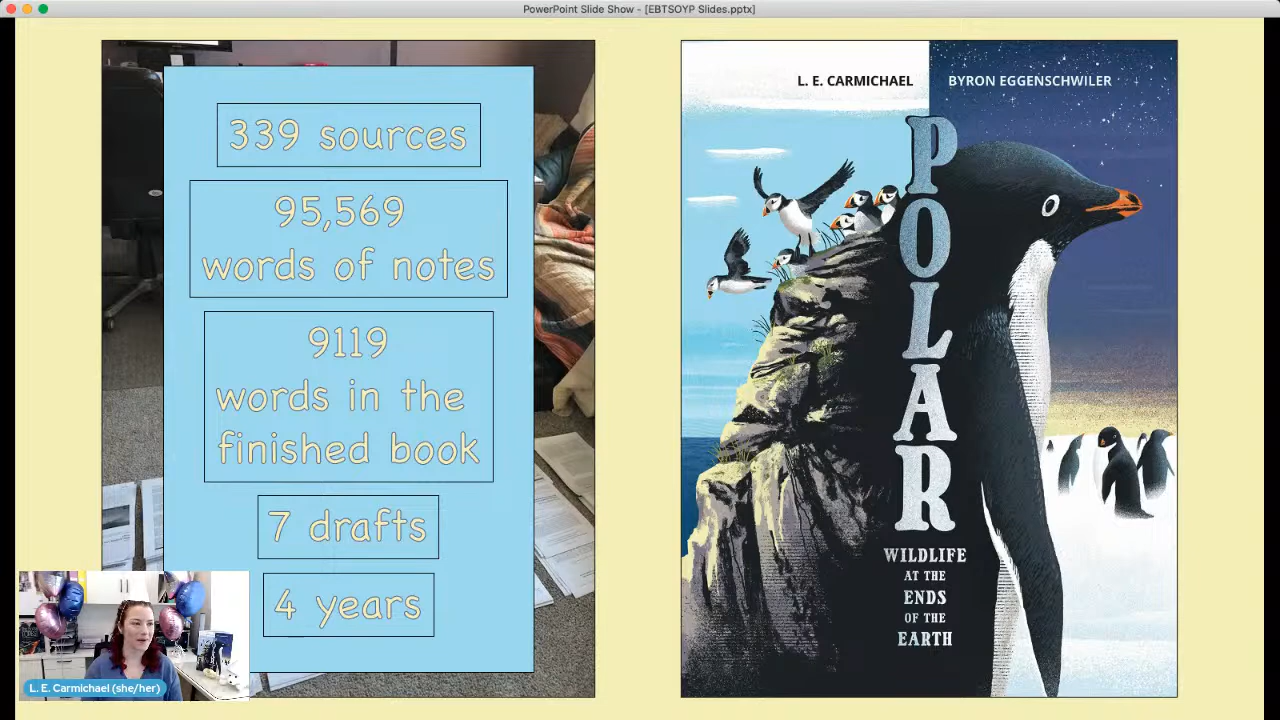 PowerPoint Slide Show - [EBTSOYP Slides.pptx]
339 sources
95,569
words of notes
9119
words in the
finished book
7 drafts
4 years
L. E. Carmichael (she/her)
L. E. CARMICHAEL
BYRON EGGENSCHWILER
POLAR
WILDLIFE
AT THE
ENDS
OF THE
EARTH